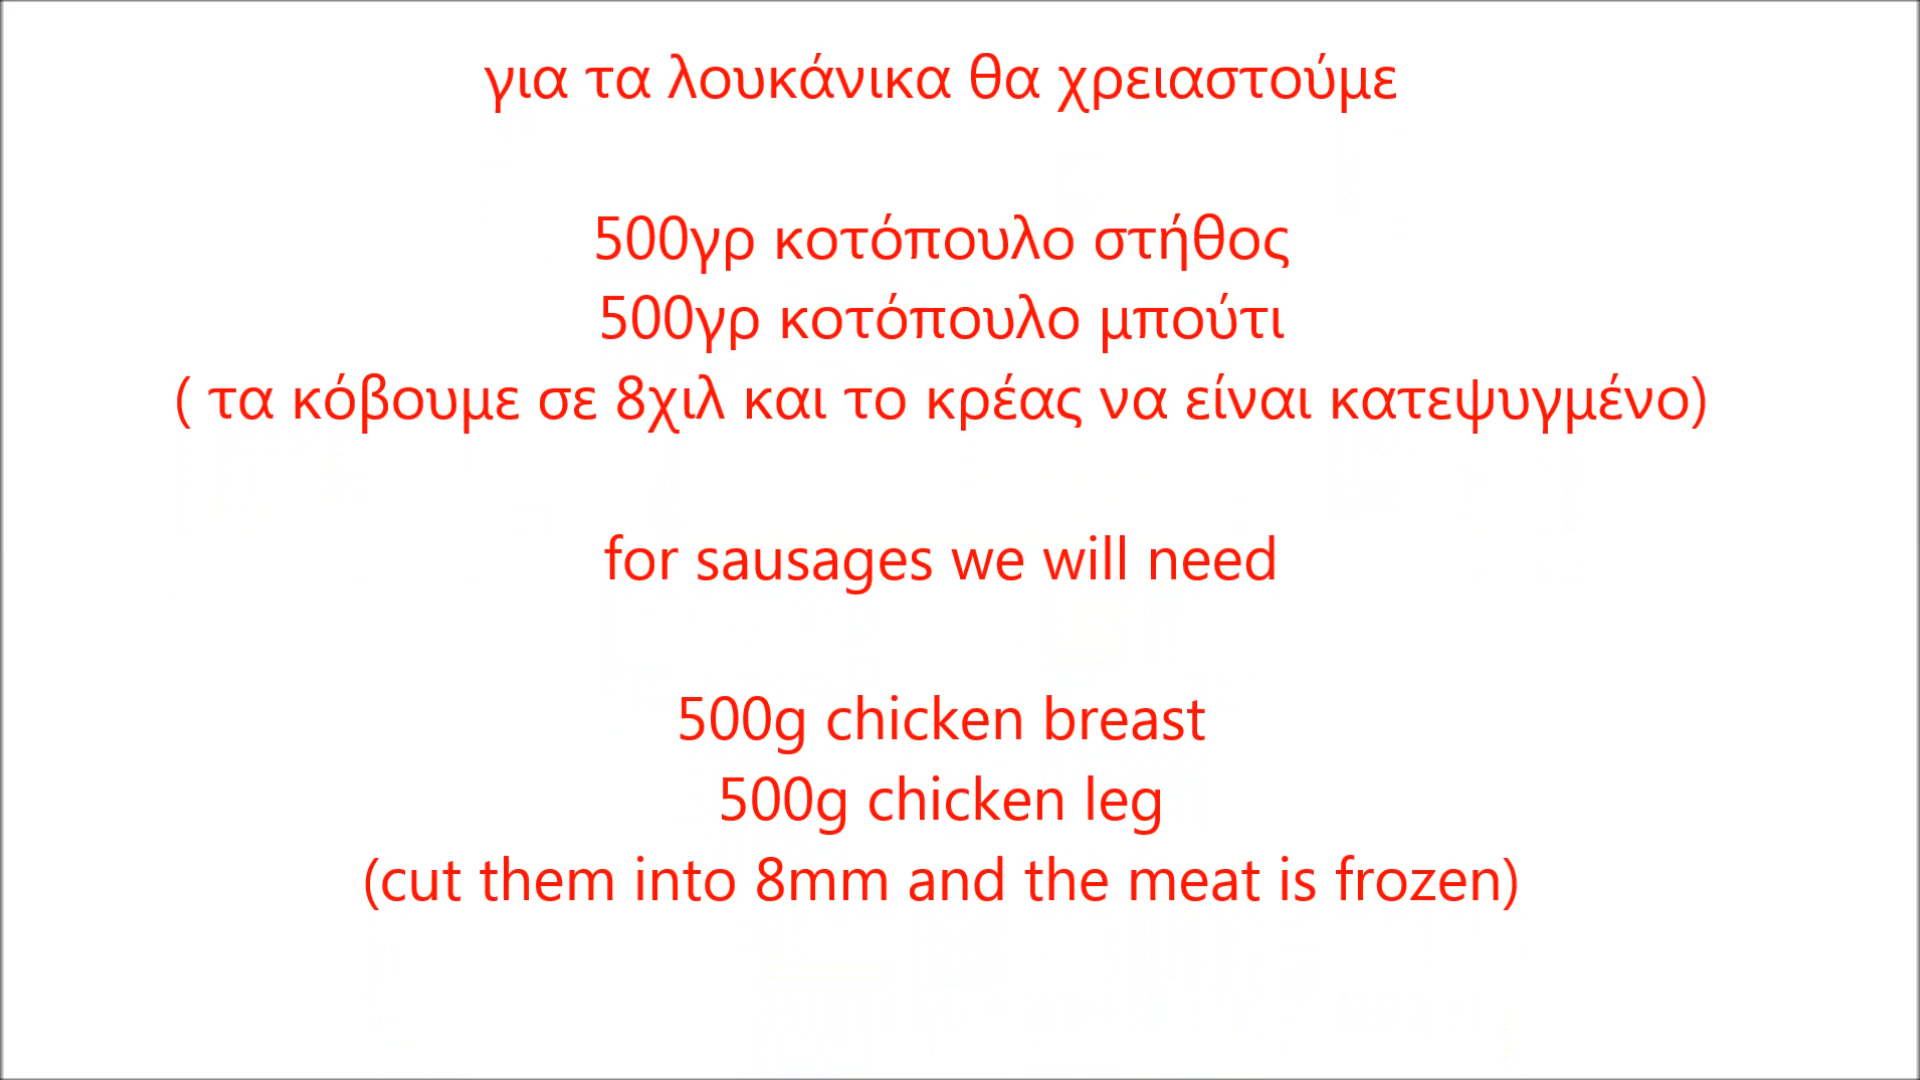 για τα λουκάνικα θα χρειαστούμε
500γρ κοτόπουλο στήθος
500γρ κοτόπουλο μπούτι
( τα κόβουμε σε 8χιλ και το κρέας να είναι κατεψυγμένο)
for sausages we will need
500g chicken breast
500g chicken leg
(cut them into 8mm and the meat is frozen)